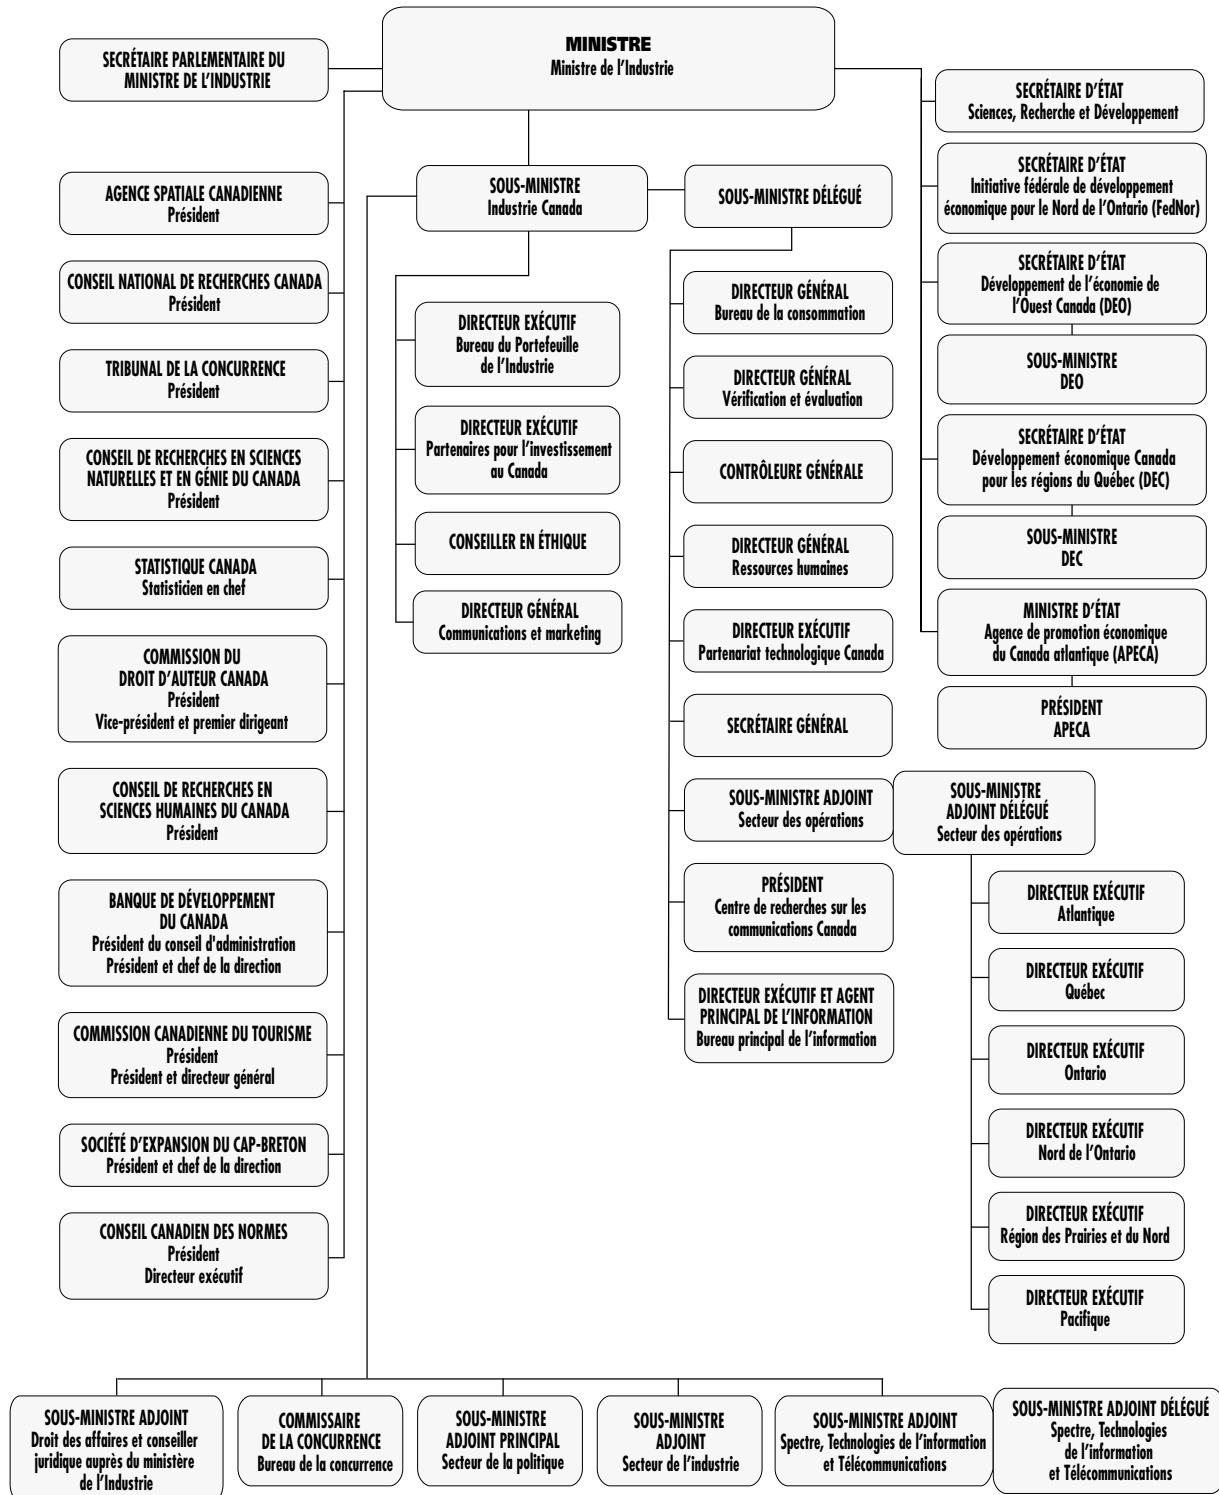 MINISTRE
Ministre de l'Industrie
SECRÉTAIRE PARLEMENTAIRE DU
MINISTRE DE L'INDUSTRIE
AGENCE SPATIALE CANADIENNE
Président
CONSEIL NATIONAL DE RECHERCHES CANADA
Président
TRIBUNAL DE LA CONCURRENCE
Président
CONSEIL DE RECHERCHES EN SCIENCES
NATURELLES ET EN GÉNIE DU CANADA
Président
STATISTIQUE CANADA
Statisticien en chef
COMMISSION DU
DROIT D'AUTEUR CANADA
Président
Vice-président et premier dirigeant
CONSEIL DE RECHERCHES EN
SCIENCES HUMAINES DU CANADA
Président
BANQUE DE DÉVELOPPEMENT
DU CANADA
Président du conseil d'administration
Président et chef de la direction
COMMISSION CANADIENNE DU TOURISME
Président
Président et directeur général
SOCIÉTÉ D'EXPANSION DU CAP-BRETON
Président et chef de la direction
CONSEIL CANADIEN DES NORMES
Président
Directeur exécutif
SOUS-MINISTRE
Industrie Canada
DIRECTEUR EXÉCUTIF
Bureau du Portefeuille
de l'Industrie
DIRECTEUR EXÉCUTIF
Partenaires pour l'investissement
au Canada
CONSEILLER EN ÉTHIQUE
DIRECTEUR GÉNÉRAL
Communications et marketing
SOUS-MINISTRE DÉLÉGUÉ
DIRECTEUR GÉNÉRAL
Bureau de la consommation
DIRECTEUR GÉNÉRAL
Vérification et évaluation
CONTRÔLEURE GÉNÉRALE
DIRECTEUR GÉNÉRAL
Ressources humaines
DIRECTEUR EXÉCUTIF
Partenariat technologique Canada
SECRÉTAIRE GÉNÉRAL
SOUS-MINISTRE ADJOINT
Secteur des opérations
PRÉSIDENT
Centre de recherches sur les
communications Canada
DIRECTEUR EXÉCUTIF ET AGENT
PRINCIPAL DE L'INFORMATION
Bureau principal de l'information
SECRÉTAIRE D'ÉTAT
Sciences, Recherche et Développement
SECRÉTAIRE D'ÉTAT
Initiative fédérale de développement
économique pour le Nord de l'Ontario (FedNor)
SECRÉTAIRE D'ÉTAT
Développement de l'économie de
l'Ouest Canada (DEO)
SOUS-MINISTRE
DEO
SECRÉTAIRE D'ÉTAT
Développement économique Canada
pour les régions du Québec (DEC)
SOUS-MINISTRE
DEC
MINISTRE D'ÉTAT
Agence de promotion économique
du Canada atlantique (APECA)
PRÉSIDENT
APECA
SOUS-MINISTRE
ADJOINT DÉLÉGUÉ
Secteur des opérations
DIRECTEUR EXÉCUTIF
Atlantique
DIRECTEUR EXÉCUTIF
Québec
DIRECTEUR EXÉCUTIF
Ontario
DIRECTEUR EXÉCUTIF
Nord de l'Ontario
DIRECTEUR EXÉCUTIF
Région des Prairies et du Nord
DIRECTEUR EXÉCUTIF
Pacifique
SOUS-MINISTRE ADJOINT
Droit des affaires et conseiller
juridique auprès du ministère
de l'Industrie
COMMISSAIRE
DE LA CONCURRENCE
Bureau de la concurrence
SOUS-MINISTRE
ADJOINT PRINCIPAL
Secteur de la politique
SOUS-MINISTRE
ADJOINT
Secteur de l'industrie
SOUS-MINISTRE ADJOINT
Spectre, Technologies de l'information
et Télécommunications
SOUS-MINISTRE ADJOINT DÉLÉGUÉ
Spectre, Technologies
de l'information
et Télécommunications